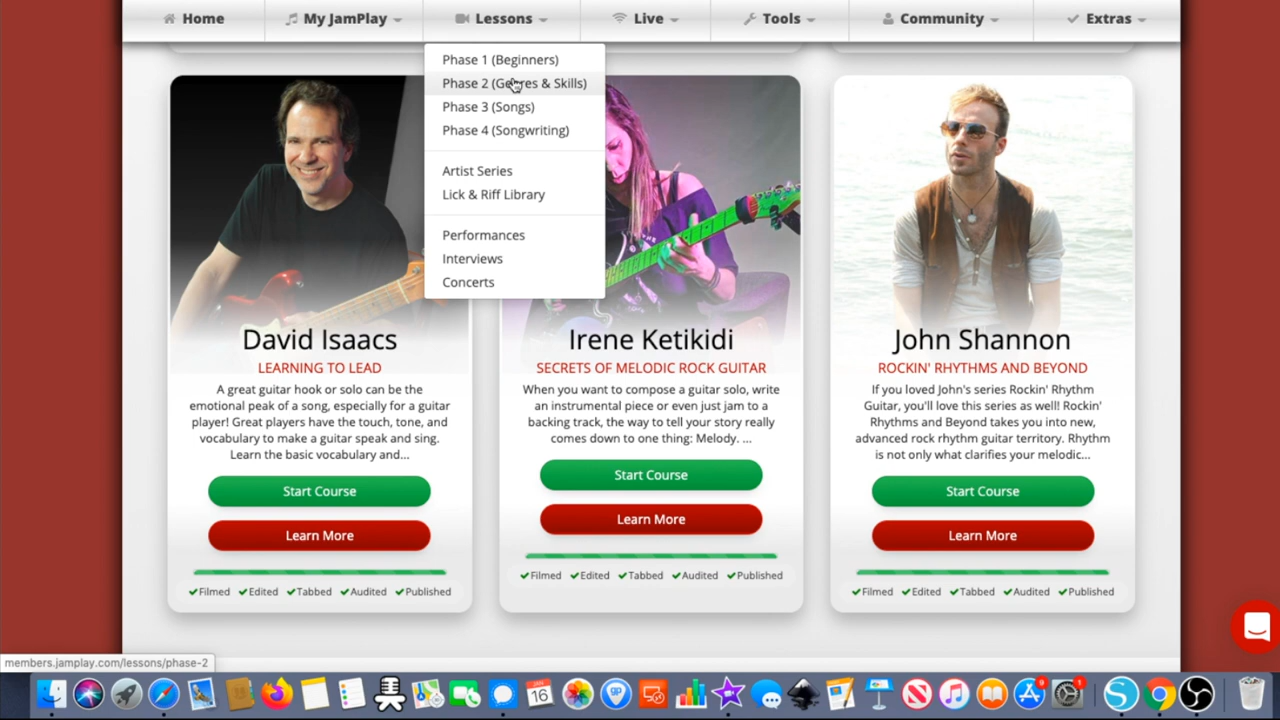 Home
My JamPlay
Lessons
Live
Tools
Community
Extras
Phase 1 (Beginners)
Phase 2 (Genres & Skills)
Phase 3 (Songs)
Phase 4 (Songwriting)
Artist Series
Lick & Riff Library
Performances
Interviews
Concerts
David Isaacs
LEARNING TO LEAD
A great guitar hook or solo can be the
emotional peak of a song, especially for a guitar
player! Great players have the touch, tone, and
vocabulary to make a guitar speak and sing.
Learn the basic vocabulary and...
Start Course
Learn More
Filmed Edited Tabbed Audited Published
Irene Ketikidi
SECRETS OF MELODIC ROCK GUITAR
When you want to compose a guitar solo, write
an instrumental piece or even just jam to a
backing track, the way to tell your story really
comes down to one thing: Melody. ...
Start Course
Learn More
Filmed Edited Tabbed Audited Published
John Shannon
ROCKIN' RHYTHMS AND BEYOND
If you loved John's series Rockin' Rhythm
Guitar, you'll love this series as well! Rockin'
Rhythms and Beyond takes you into new,
advanced rock rhythm guitar territory. Rhythm
is not only what clarifies your melodic...
Start Course
Learn More
Filmed Edited Tabbed Audited Published
members.jamplay.com/lessons/phase-2
JAN
16
gp
9
1